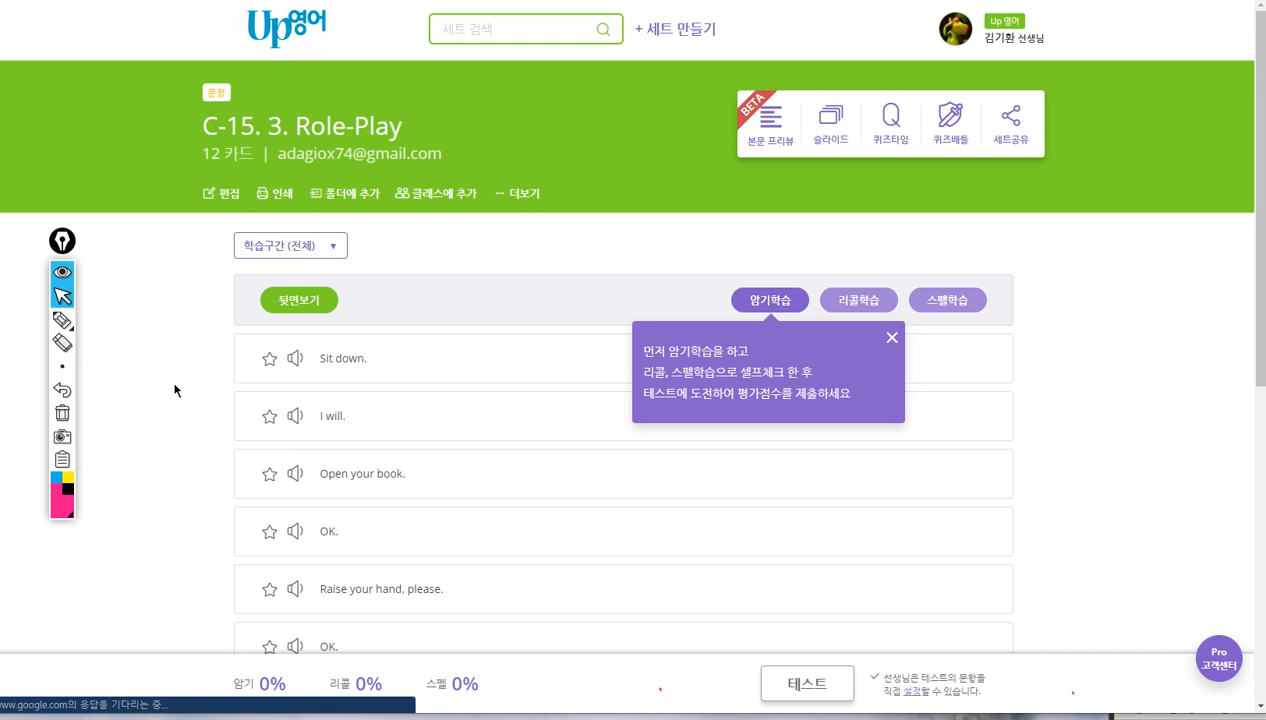 Up영어
세트 검색
+ 세트 만들기
Up 영어
김기환 선생님
문장
C-15. 3. Role-Play
12 카드 | adagiox74@gmail.com
편집 인쇄 폴더에 추가 클래스에 추가 ··· 더보기
BETA
본문 프리뷰 슬라이드 퀴즈타임 퀴즈배틀 세트공유
학습구간 (전체) ▼
뒷면보기
암기학습 리콜학습 스펠학습
먼저 암기학습을 하고
리콜, 스펠학습으로 셀프체크 한 후
테스트에 도전하여 평가점수를 제출하세요
Sit down.
I will.
Open your book.
OK.
Raise your hand, please.
OK.
Pro
고객센터
암기 0% 리콜 0% 스펠 0%
테스트
선생님은 테스트의 문항을
직접 설정할 수 있습니다.
www.google.com의 응답을 기다리는 중...